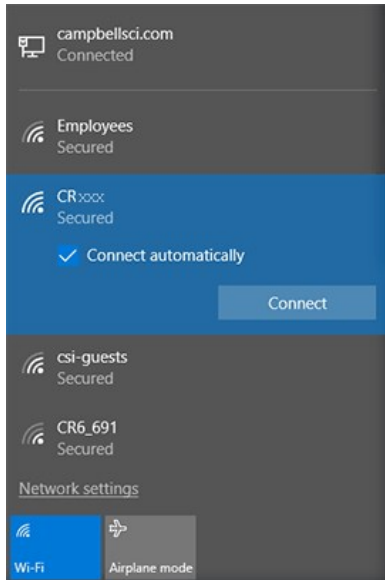 campbellsci.com
Connected
Employees
Secured
CRxxx
Secured
Connect automatically
Connect
csi-guests
Secured
CR6_691
Secured
Network settings
Wi-Fi
Airplane mode